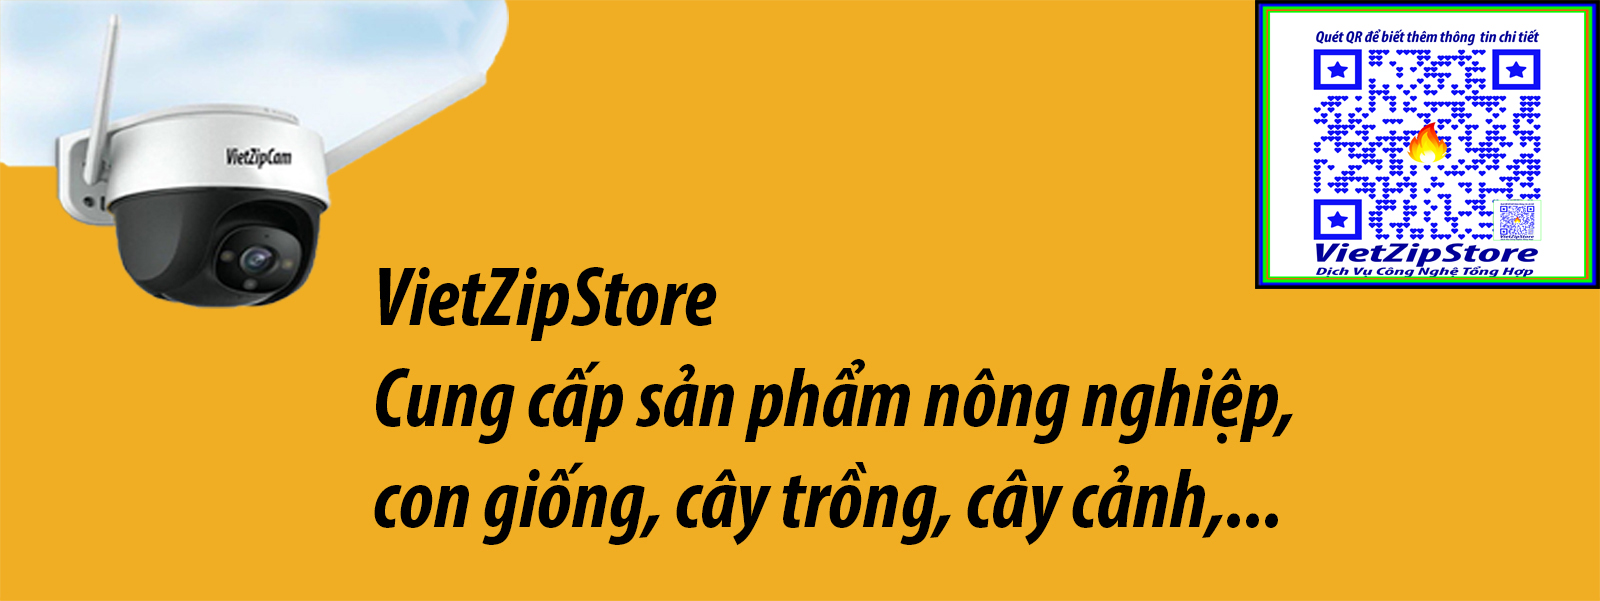 Quét QR để biết thêm thông tin chi tiết
VietZipCam
VietZipStore
Dịch Vụ Công Nghệ Tổng Hợp
VietZipStore
Cung cấp sản phẩm nông nghiệp,
con giống, cây trồng, cây cảnh,...